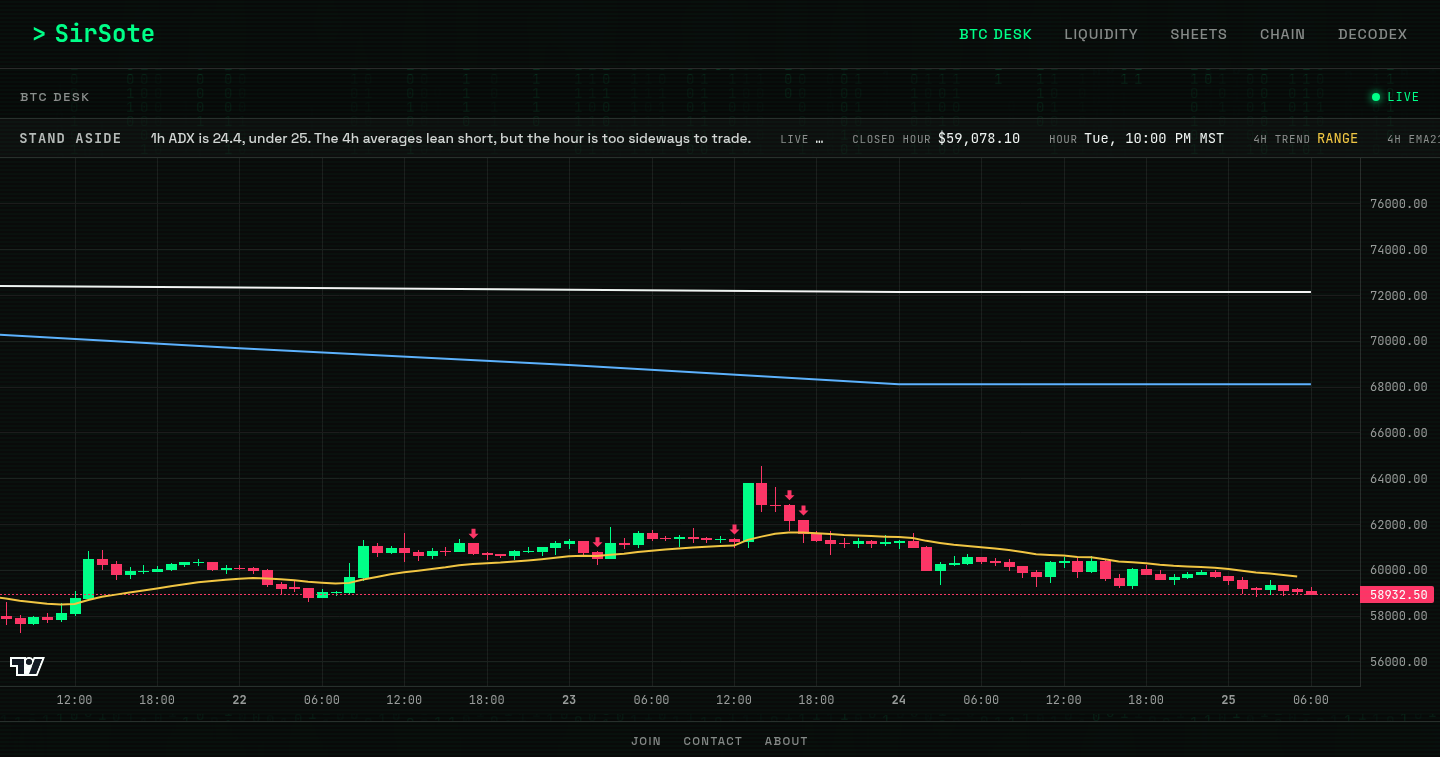 > SirSote
BTC DESK LIQUIDITY SHEETS CHAIN DECODEX
BTC DESK
LIVE
STAND ASIDE 1h ADX is 24.4, under 25. The 4h averages lean short, but the hour is too sideways to trade. LIVE … CLOSED HOUR $59,078.10 HOUR Tue, 10:00 PM MST 4H TREND RANGE 4H EMA21
76000.00
74000.00
72000.00
70000.00
68000.00
66000.00
64000.00
62000.00
60000.00
58932.50
58000.00
56000.00
12:00 18:00 22 06:00 12:00 18:00 23 06:00 12:00 18:00 24 06:00 12:00 18:00 25 06:00
JOIN CONTACT ABOUT